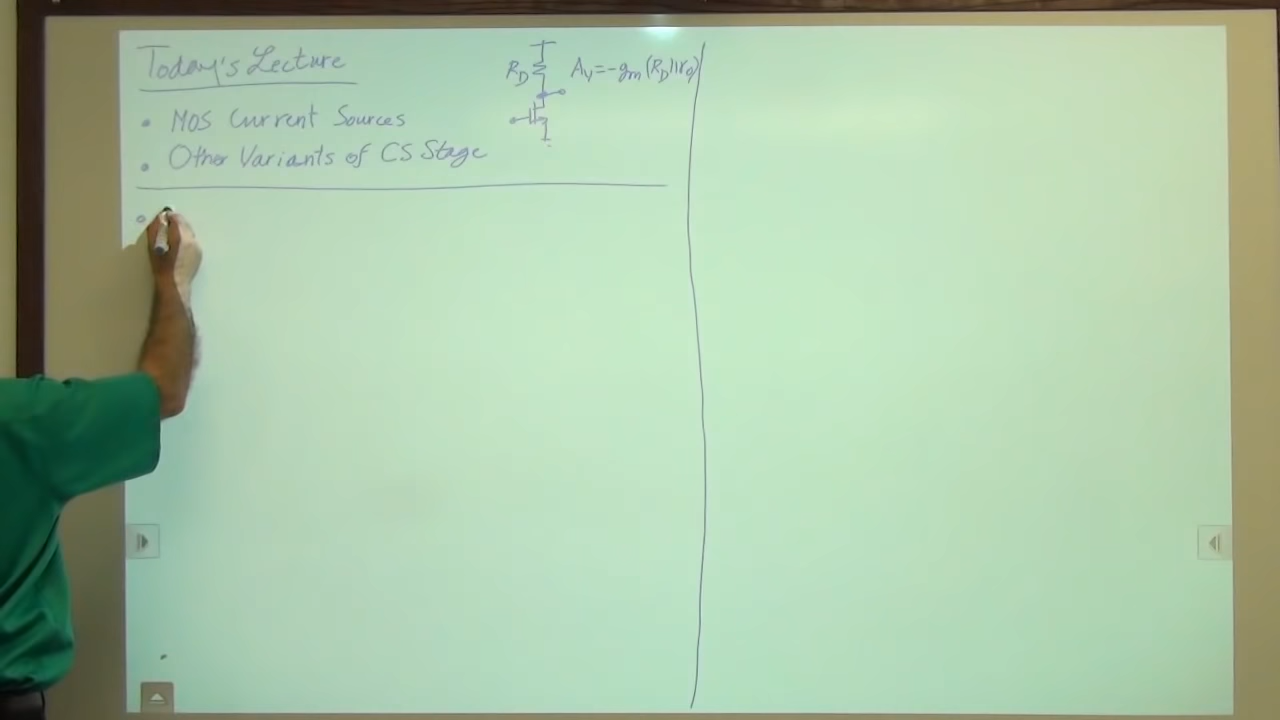 Today's Lecture
• MOS Current Sources
• Other Variants of CS Stage
R_D
A_v=-g_m(R_D||r_o)